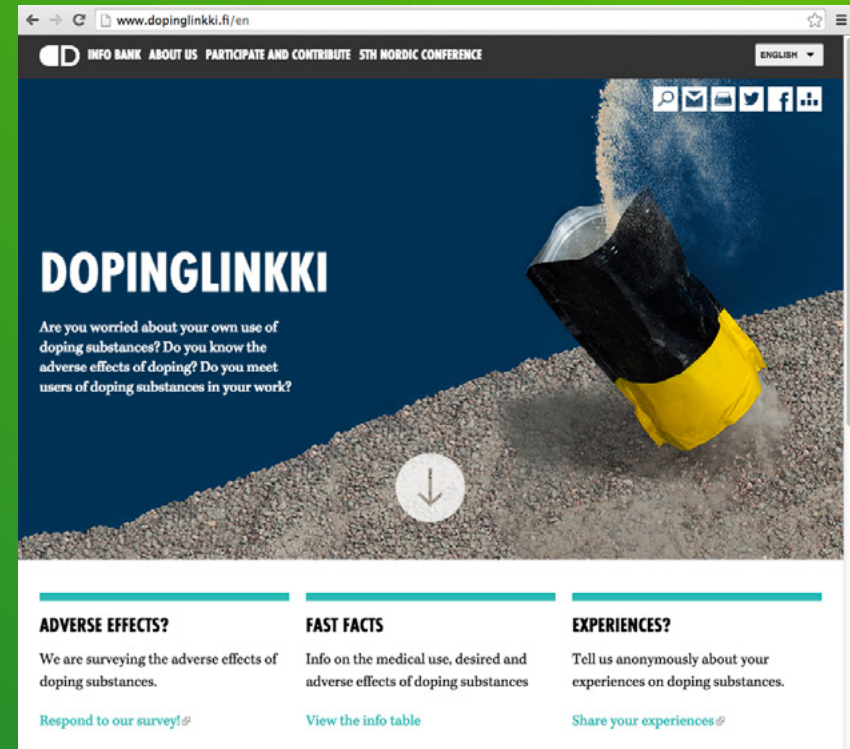 www.dopinglinkki.fi/en
INFO BANK ABOUT US PARTICIPATE AND CONTRIBUTE 5TH NORDIC CONFERENCE
ENGLISH
DOPINGLINKKI
Are you worried about your own use of
doping substances? Do you know the
adverse effects of doping? Do you meet
users of doping substances in your work?
ADVERSE EFFECTS?
We are surveying the adverse effects of
doping substances.
Respond to our survey!
FAST FACTS
Info on the medical use, desired and
adverse effects of doping substances
View the info table
EXPERIENCES?
Tell us anonymously about your
experiences on doping substances.
Share your experiences